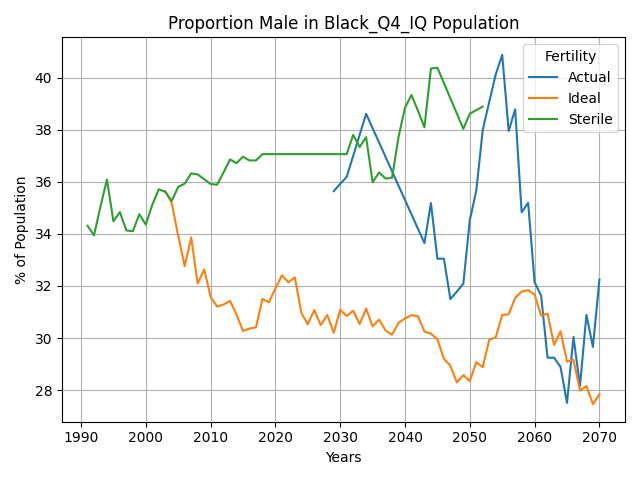 Proportion Male in Black_Q4_IQ Population
Fertility
Actual
Ideal
Sterile
% of Population
40
38
36
34
32
30
28
1990 2000 2010 2020 2030 2040 2050 2060 2070
Years